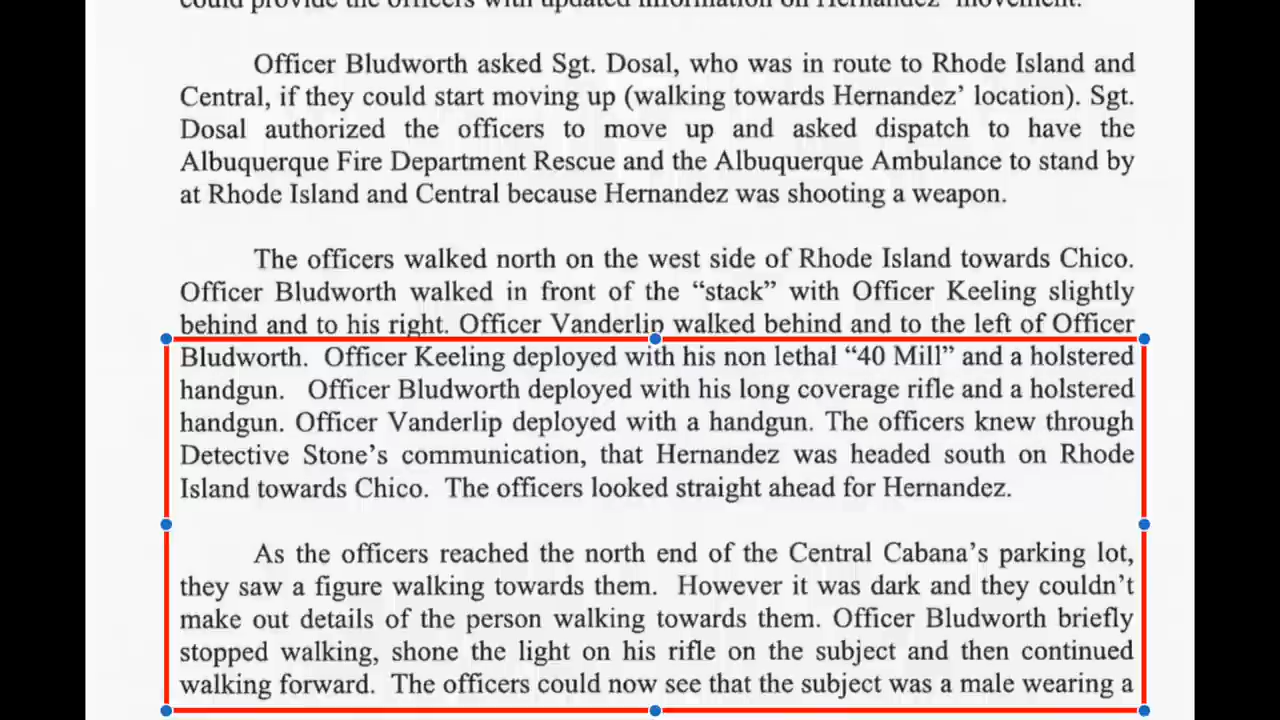 could provide the officers with updated information on Hernandez' movement.
Officer Bludworth asked Sgt. Dosal, who was in route to Rhode Island and
Central, if they could start moving up (walking towards Hernandez' location). Sgt.
Dosal authorized the officers to move up and asked dispatch to have the
Albuquerque Fire Department Rescue and the Albuquerque Ambulance to stand by
at Rhode Island and Central because Hernandez was shooting a weapon.
The officers walked north on the west side of Rhode Island towards Chico.
Officer Bludworth walked in front of the “stack” with Officer Keeling slightly
behind and to his right. Officer Vanderlip walked behind and to the left of Officer
Bludworth. Officer Keeling deployed with his non lethal “40 Mill” and a holstered
handgun. Officer Bludworth deployed with his long coverage rifle and a holstered
handgun. Officer Vanderlip deployed with a handgun. The officers knew through
Detective Stone’s communication, that Hernandez was headed south on Rhode
Island towards Chico. The officers looked straight ahead for Hernandez.
As the officers reached the north end of the Central Cabana’s parking lot,
they saw a figure walking towards them. However it was dark and they couldn’t
make out details of the person walking towards them. Officer Bludworth briefly
stopped walking, shone the light on his rifle on the subject and then continued
walking forward. The officers could now see that the subject was a male wearing a